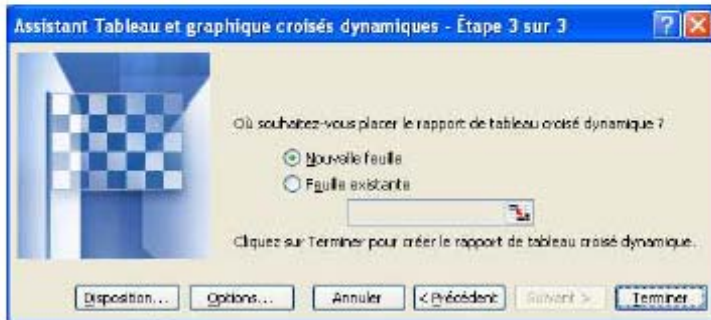 Assistant Tableau et graphique croisés dynamiques - Étape 3 sur 3
Où souhaitez-vous placer le rapport de tableau croisé dynamique ?
Nouvelle feuille
Feuille existante
Cliquez sur Terminer pour créer le rapport de tableau croisé dynamique.
Disposition... Options... Annuler < Précédent Suivant > Terminer